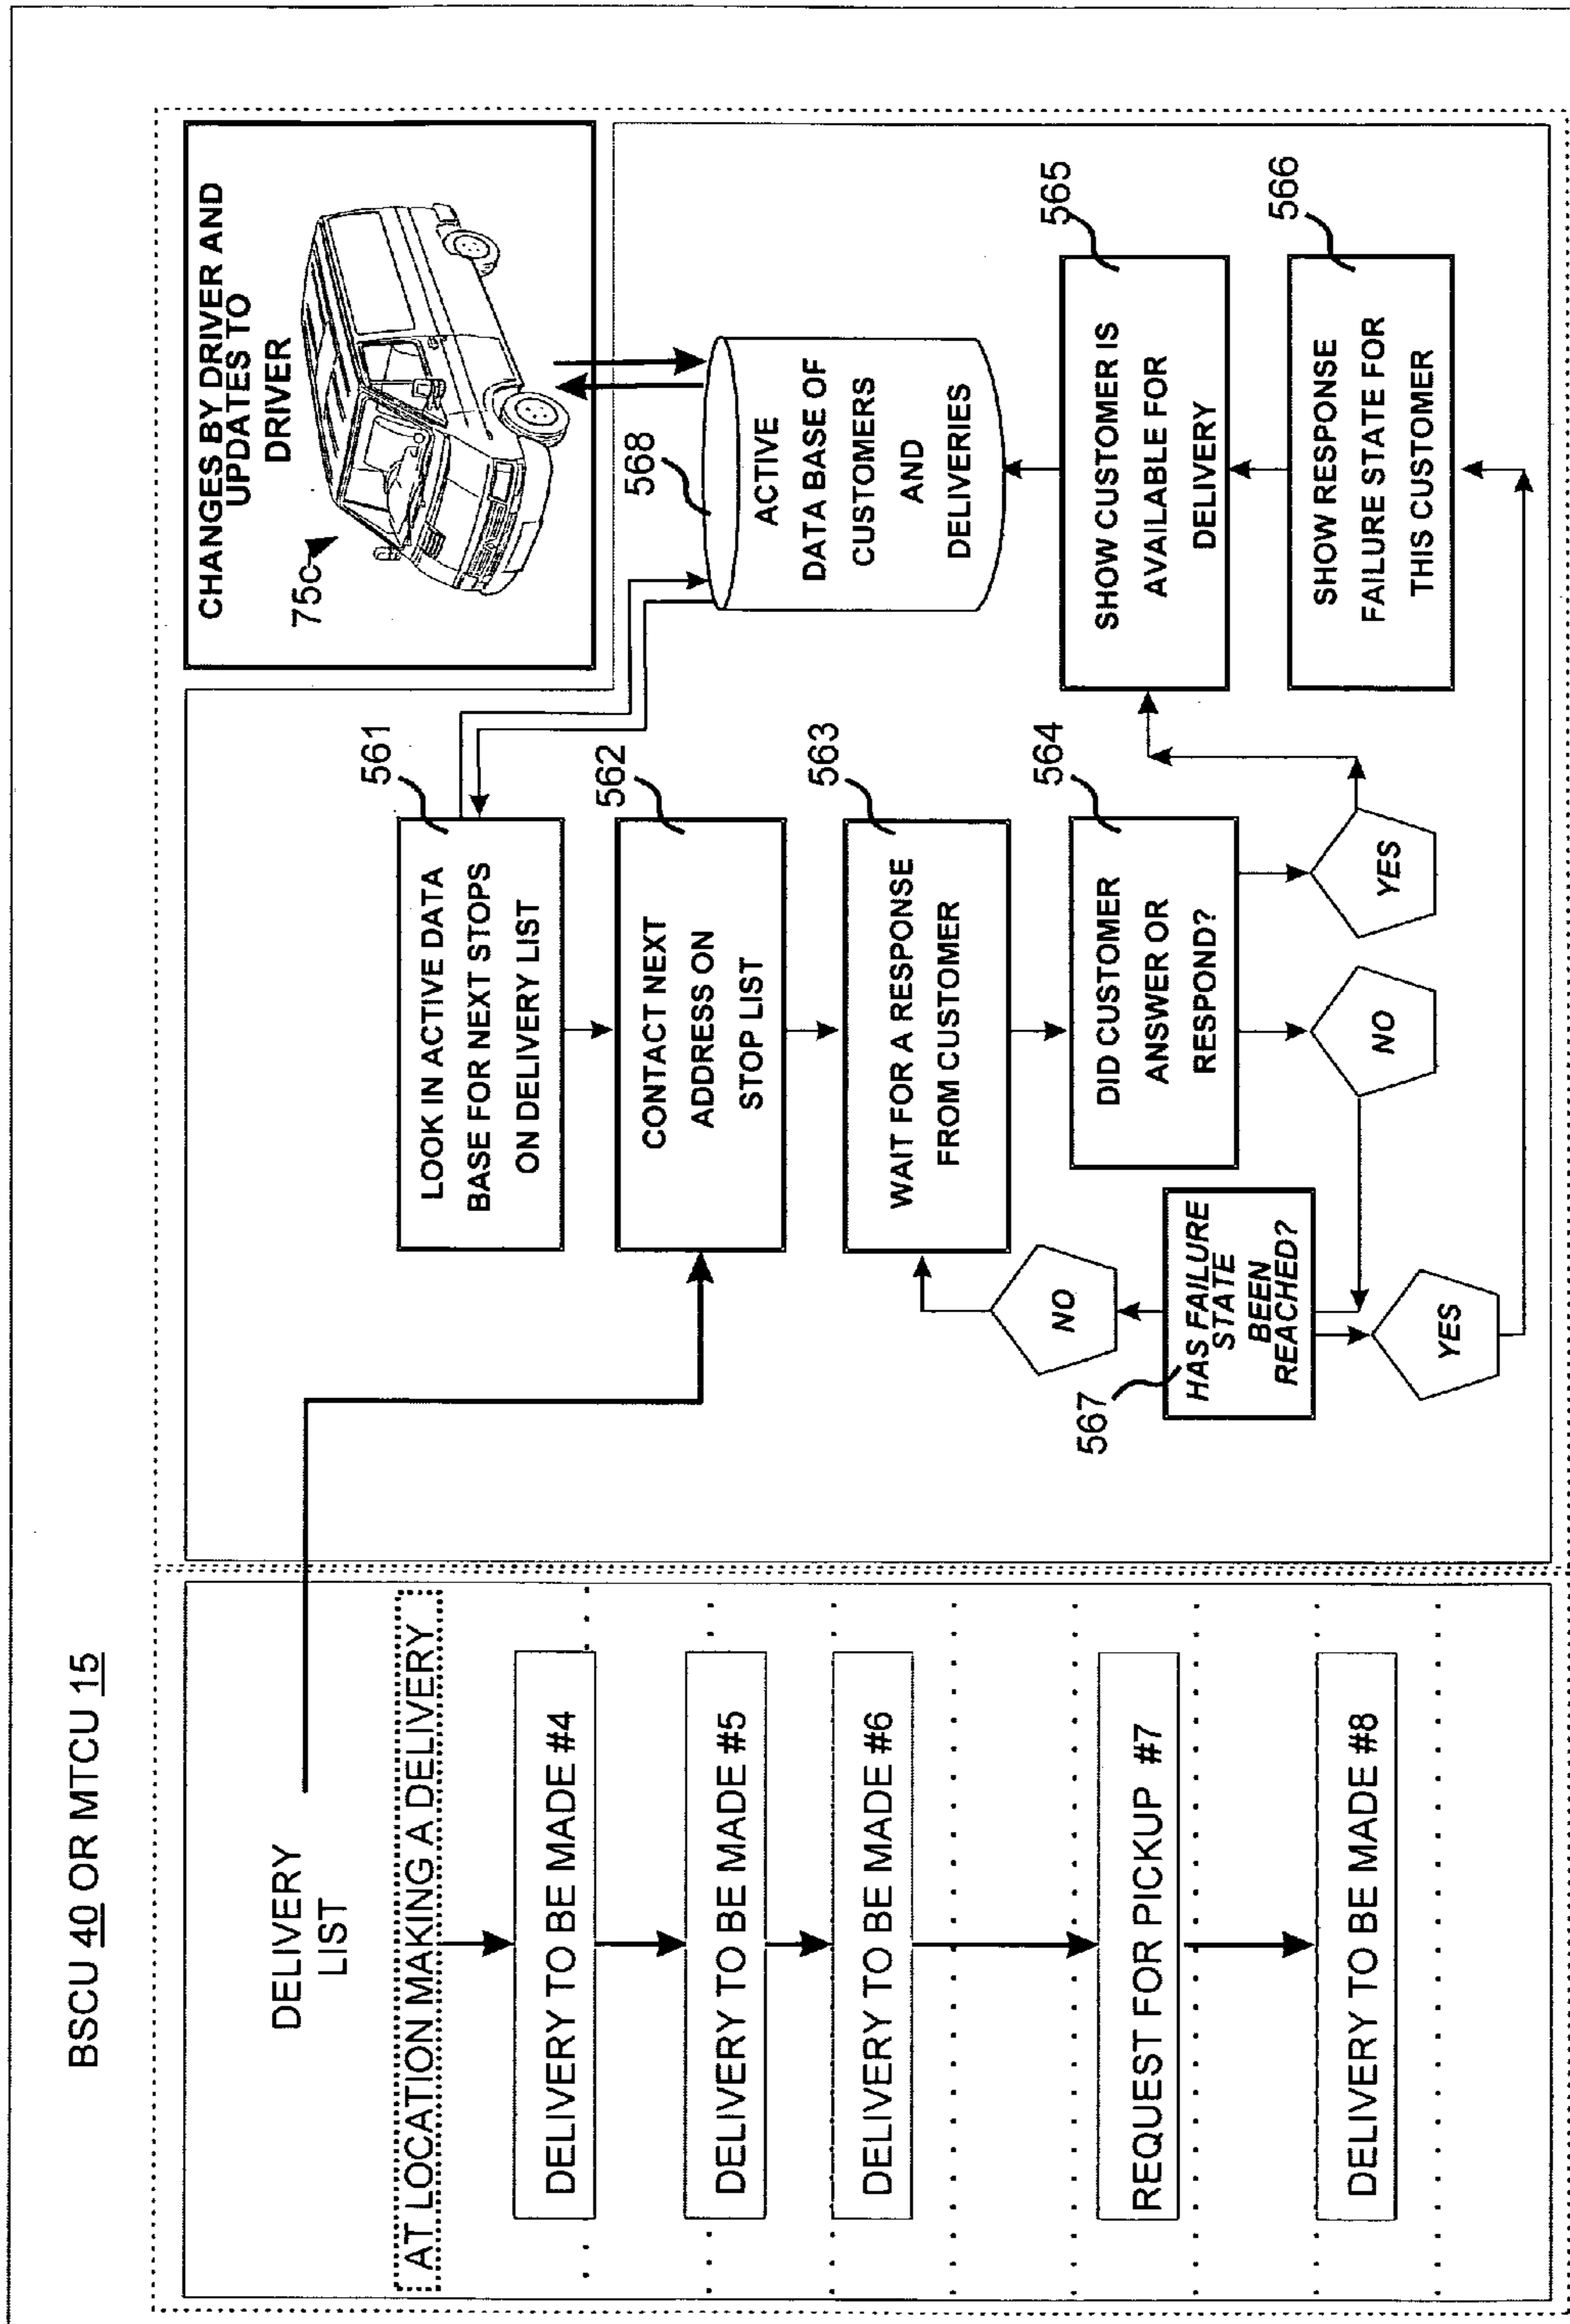 BSCU 40 OR MTCU 15
DELIVERY
LIST
AT LOCATION MAKING A DELIVERY
DELIVERY TO BE MADE #4
DELIVERY TO BE MADE #5
DELIVERY TO BE MADE #6
REQUEST FOR PICKUP #7
DELIVERY TO BE MADE #8
561
LOOK IN ACTIVE DATA
BASE FOR NEXT STOPS
ON DELIVERY LIST
562
CONTACT NEXT
ADDRESS ON
STOP LIST
563
WAIT FOR A RESPONSE
FROM CUSTOMER
564
DID CUSTOMER
ANSWER OR
RESPOND?
NO
567
HAS FAILURE
STATE
BEEN
REACHED?
YES
NO
YES
CHANGES BY DRIVER AND
UPDATES TO
DRIVER
75c
568
ACTIVE
DATA BASE OF
CUSTOMERS
AND
DELIVERIES
565
SHOW CUSTOMER IS
AVAILABLE FOR
DELIVERY
566
SHOW RESPONSE
FAILURE STATE FOR
THIS CUSTOMER